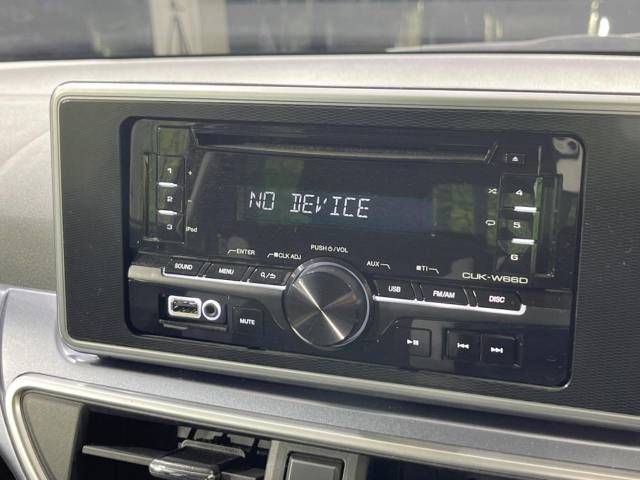 NO DEVICE
1
2
3
iPod
4
5
6
ENTER
CLK ADJ
PUSH /VOL
AUX
TI
CUK-W66D
SOUND
MENU
USB
FM/AM
DISC
MUTE